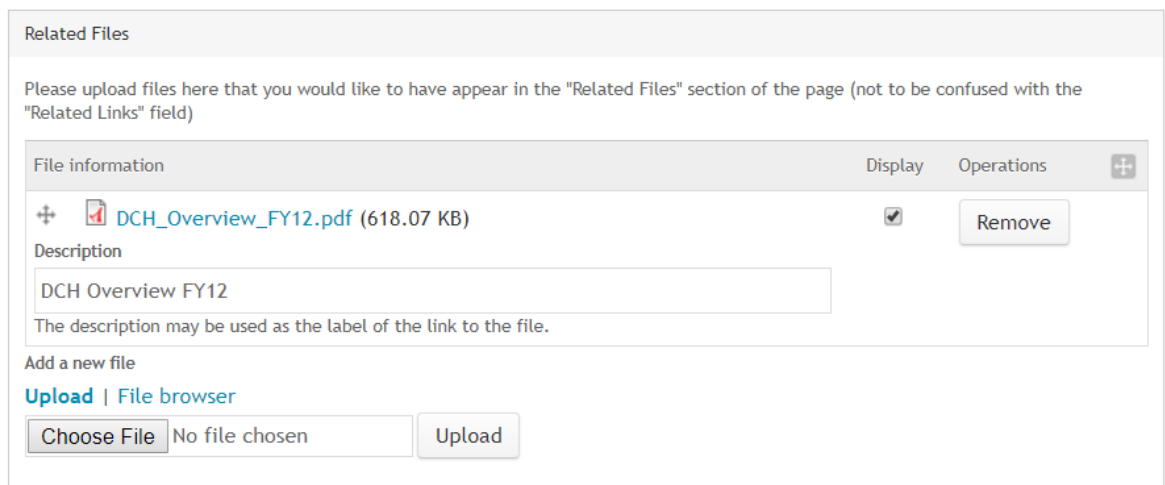 Related Files
Please upload files here that you would like to have appear in the "Related Files" section of the page (not to be confused with the
"Related Links" field)
File information Display Operations
DCH_Overview_FY12.pdf (618.07 KB) Remove
Description
DCH Overview FY12
The description may be used as the label of the link to the file.
Add a new file
Upload | File browser
Choose File No file chosen Upload